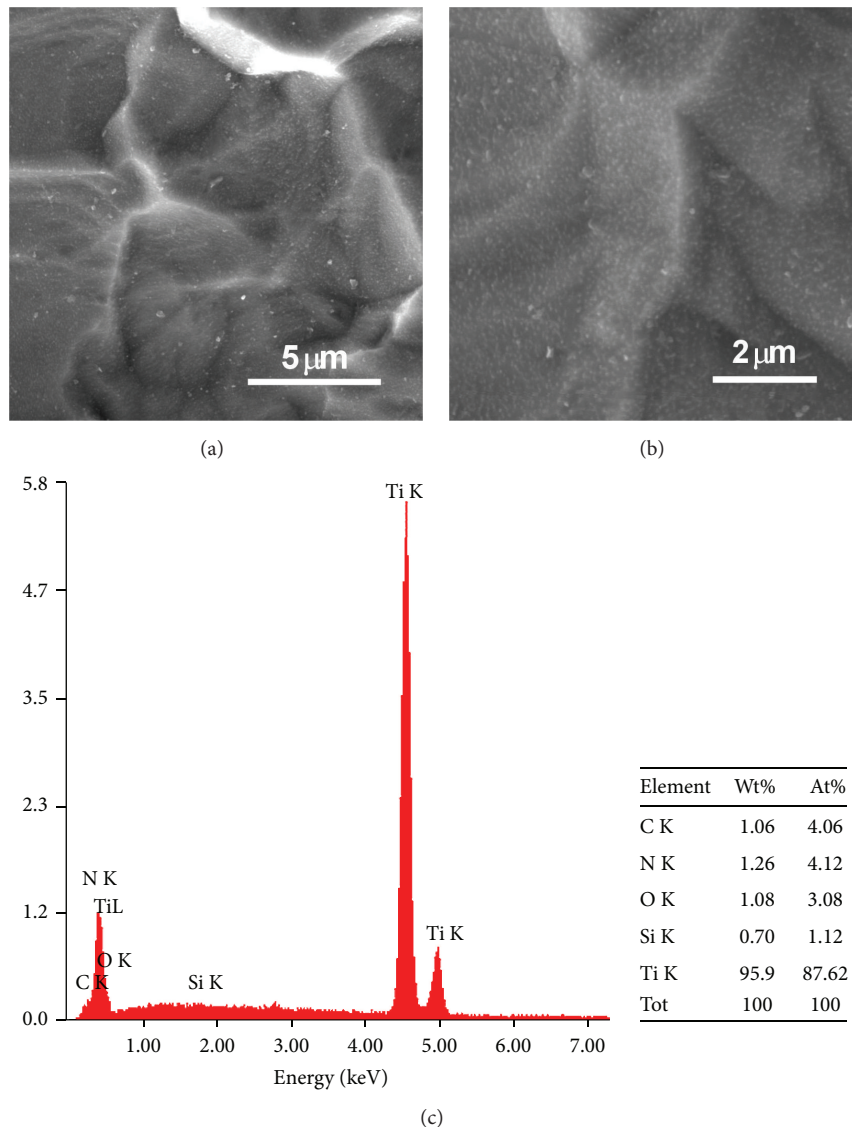 5 μm
2 μm
(a)
(b)
5.8
4.7
3.5
2.3
1.2
0.0
Ti K
N K
TiL
O K
C K
Si K
Ti K
1.00 2.00 3.00 4.00 5.00 6.00 7.00
Energy (keV)
Element Wt% At%
C K 1.06 4.06
N K 1.26 4.12
O K 1.08 3.08
Si K 0.70 1.12
Ti K 95.9 87.62
Tot 100 100
(c)